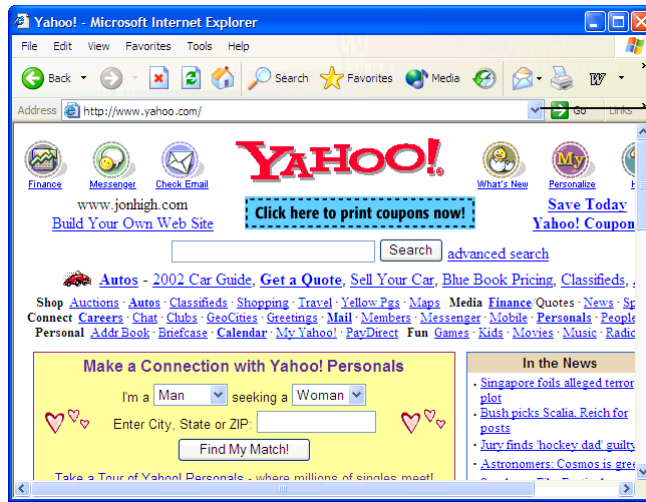 Yahoo! - Microsoft Internet Explorer
File Edit View Favorites Tools Help
Back Search Favorites Media
Address http://www.yahoo.com/ Go Links
YAHOO!
Finance Messenger Check Email What's New Personalize
www.jonhigh.com Save Today
Build Your Own Web Site Click here to print coupons now! Yahoo! Coupon
Search advanced search
Autos - 2002 Car Guide, Get a Quote, Sell Your Car, Blue Book Pricing, Classifieds,
Shop Auctions · Autos · Classifieds · Shopping · Travel · Yellow Pgs · Maps Media Finance/Quotes · News · Sp
Connect Careers · Chat · Clubs · GeoCities · Greetings · Mail · Members · Messenger · Mobile · Personals · People
Personal Addr Book · Briefcase · Calendar · My Yahoo! · PayDirect Fun Games · Kids · Movies · Music · Radio
Make a Connection with Yahoo! Personals
I'm a Man seeking a Woman
Enter City, State or ZIP:
Find My Match!
Take a Tour of Yahoo! Personals - where millions of singles meet!
In the News
· Singapore foils alleged terror
plot
· Bush picks Scalia, Reich for
posts
· Jury finds 'hockey dad' guilty
· Astronomers: Cosmos is gree